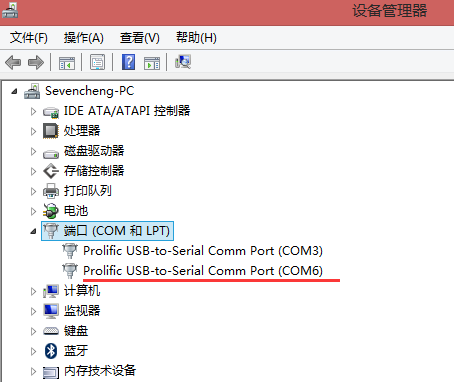 设备管理器
文件(F) 操作(A) 查看(V) 帮助(H)
Sevencheng-PC
IDE ATA/ATAPI 控制器
处理器
磁盘驱动器
存储控制器
打印队列
电池
端口 (COM 和 LPT)
Prolific USB-to-Serial Comm Port (COM3)
Prolific USB-to-Serial Comm Port (COM6)
计算机
监视器
键盘
蓝牙
内存技术设备